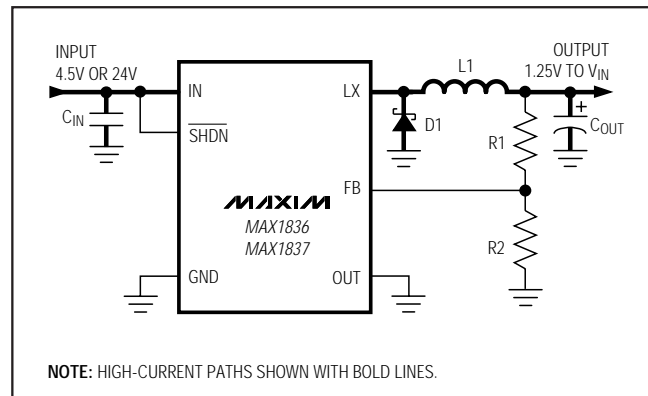 INPUT
4.5V OR 24V
OUTPUT
1.25V TO VIN
L1
IN
LX
CIN
SHDN
D1
R1
+
COUT
FB
MAXIM
MAX1836
MAX1837
R2
GND
OUT
NOTE: HIGH-CURRENT PATHS SHOWN WITH BOLD LINES.